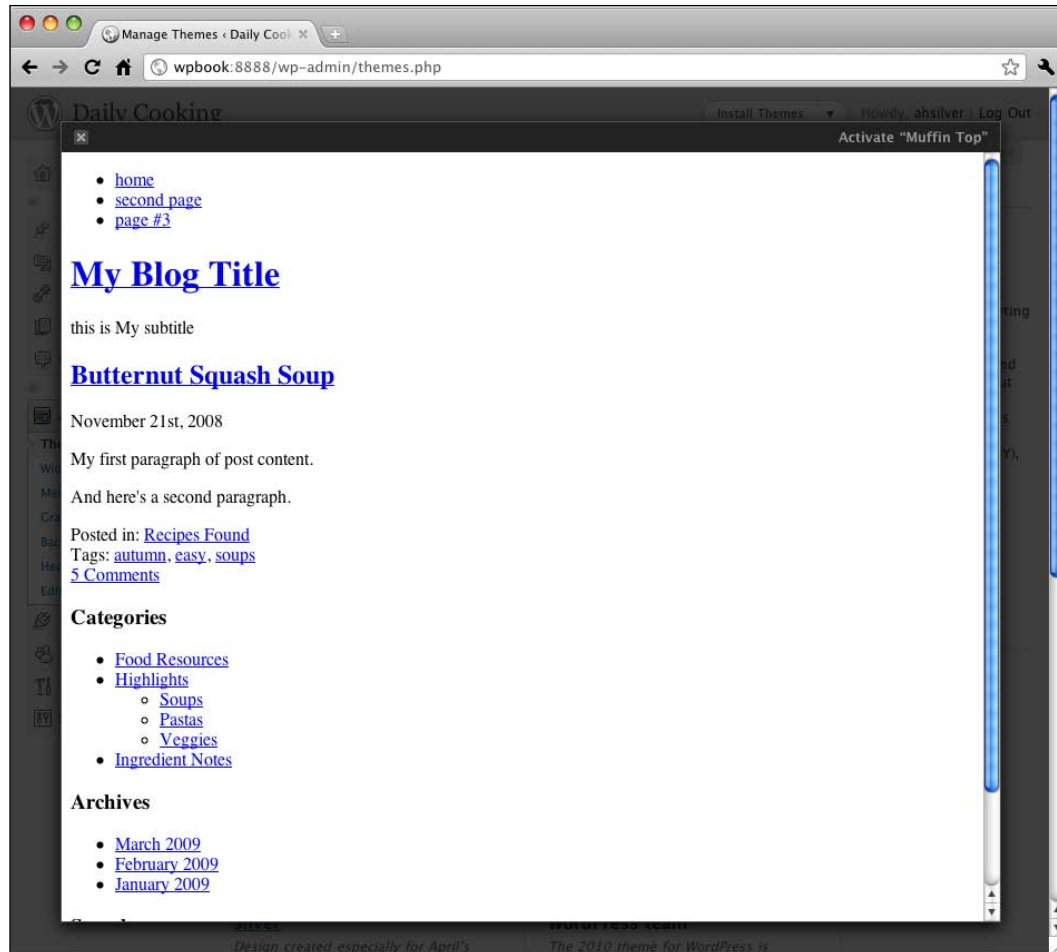 Manage Themes ‹ Daily Cool
wpbook:8888/wp-admin/themes.php
Daily Cooking
Install Themes
Howdy, ahsilver | Log Out
Activate “Muffin Top”
home
second page
page #3
My Blog Title
this is My subtitle
Butternut Squash Soup
November 21st, 2008
My first paragraph of post content.
And here's a second paragraph.
Posted in: Recipes Found
Tags: autumn, easy, soups
5 Comments
Categories
Food Resources
Highlights
Soups
Pastas
Veggies
Ingredient Notes
Archives
March 2009
February 2009
January 2009
Design created especially for April's
The 2010 theme for WordPress is